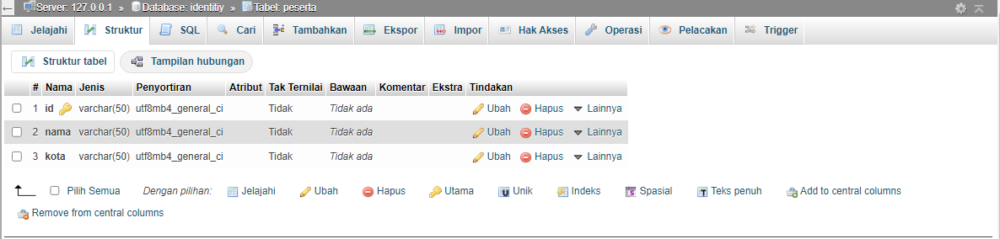 Server: 127.0.0.1 » Database: identitiy » Tabel: peserta
Jelajahi Struktur SQL Cari Tambahkan Ekspor Impor Hak Akses Operasi Pelacakan Trigger
Struktur tabel Tampilan hubungan
# Nama Jenis Penyortiran Atribut Tak Ternilai Bawaan Komentar Ekstra Tindakan
1 id varchar(50) utf8mb4_general_ci Tidak Tidak ada Ubah Hapus Lainnya
2 nama varchar(50) utf8mb4_general_ci Tidak Tidak ada Ubah Hapus Lainnya
3 kota varchar(50) utf8mb4_general_ci Tidak Tidak ada Ubah Hapus Lainnya
Pilih Semua Dengan pilihan: Jelajahi Ubah Hapus Utama Unik Indeks Spasial Teks penuh Add to central columns
Remove from central columns